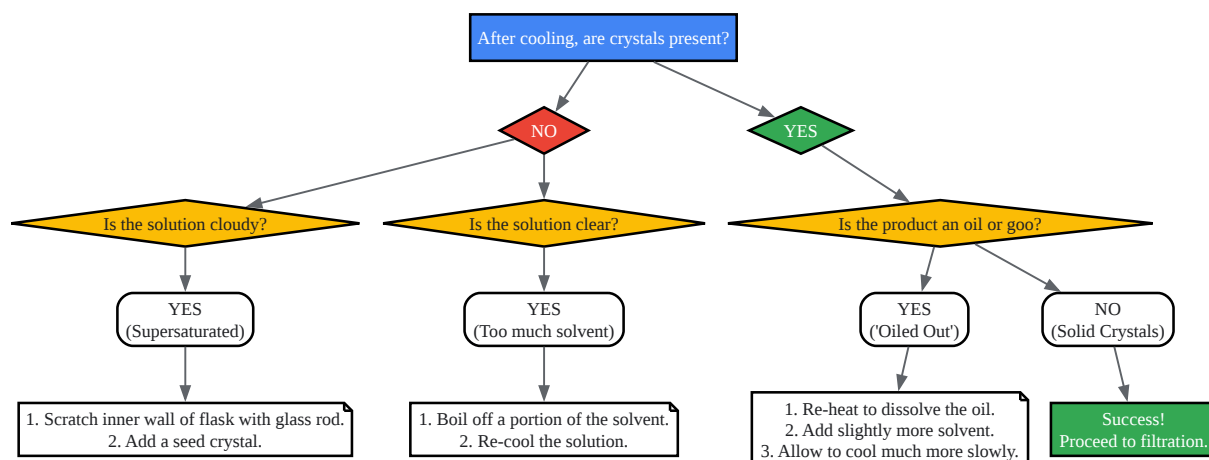 After cooling, are crystals present?
NO
YES
Is the solution cloudy?
Is the solution clear?
Is the product an oil or goo?
YES
(Supersaturated)
YES
(Too much solvent)
YES
('Oiled Out')
NO
(Solid Crystals)
1. Scratch inner wall of flask with glass rod.
2. Add a seed crystal.
1. Boil off a portion of the solvent.
2. Re-cool the solution.
1. Re-heat to dissolve the oil.
2. Add slightly more solvent.
3. Allow to cool much more slowly.
Success!
Proceed to filtration.